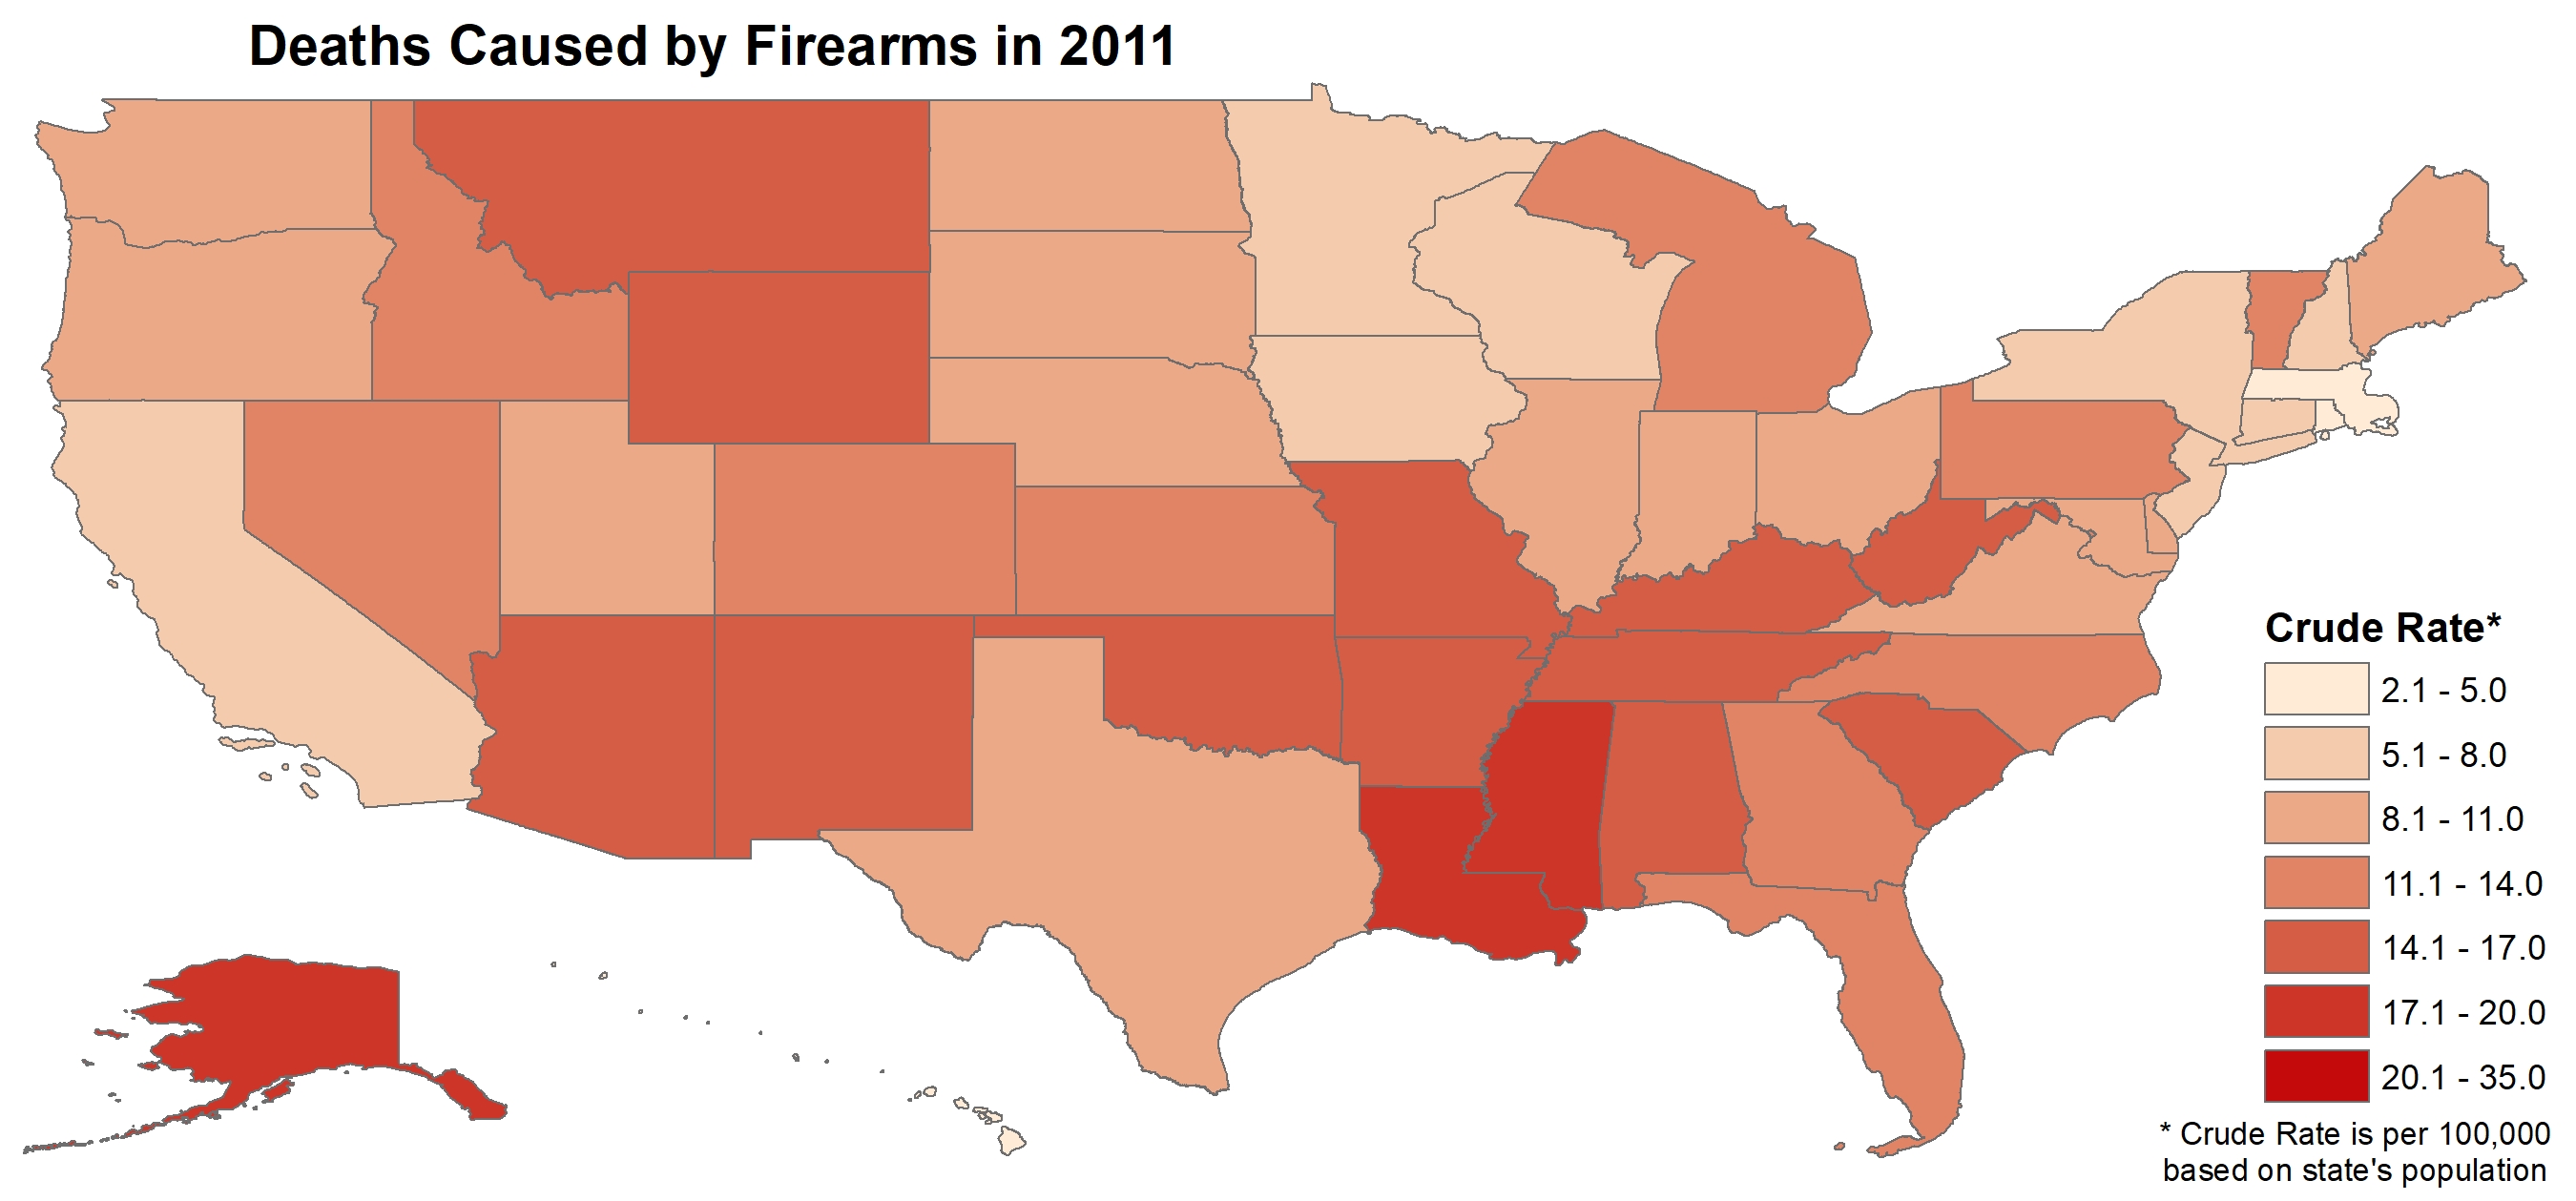 Deaths Caused by Firearms in 2011
Crude Rate*
2.1 - 5.0
5.1 - 8.0
8.1 - 11.0
11.1 - 14.0
14.1 - 17.0
17.1 - 20.0
20.1 - 35.0
* Crude Rate is per 100,000
based on state's population